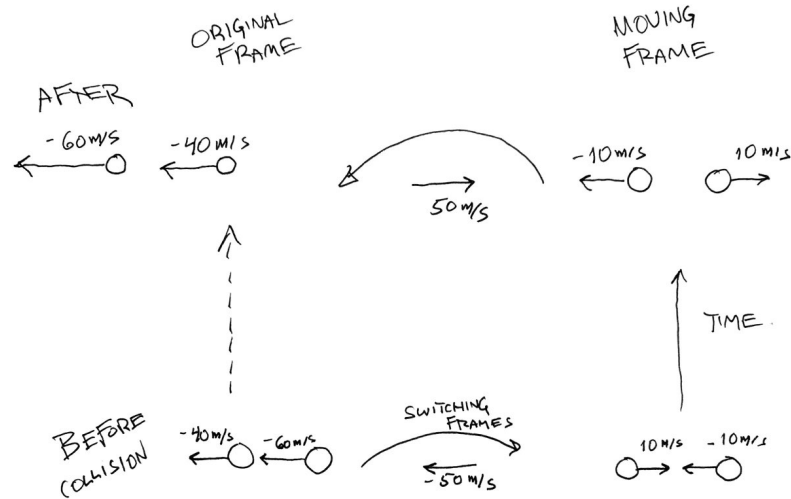 ORIGINAL
FRAME
MOVING
FRAME
AFTER
-60m/s
-40m/s
-10m/s
10m/s
50m/s
TIME.
BEFORE
COLLISION
-40m/s
-60m/s
SWITCHING
FRAMES
-50m/s
10m/s
-10m/s